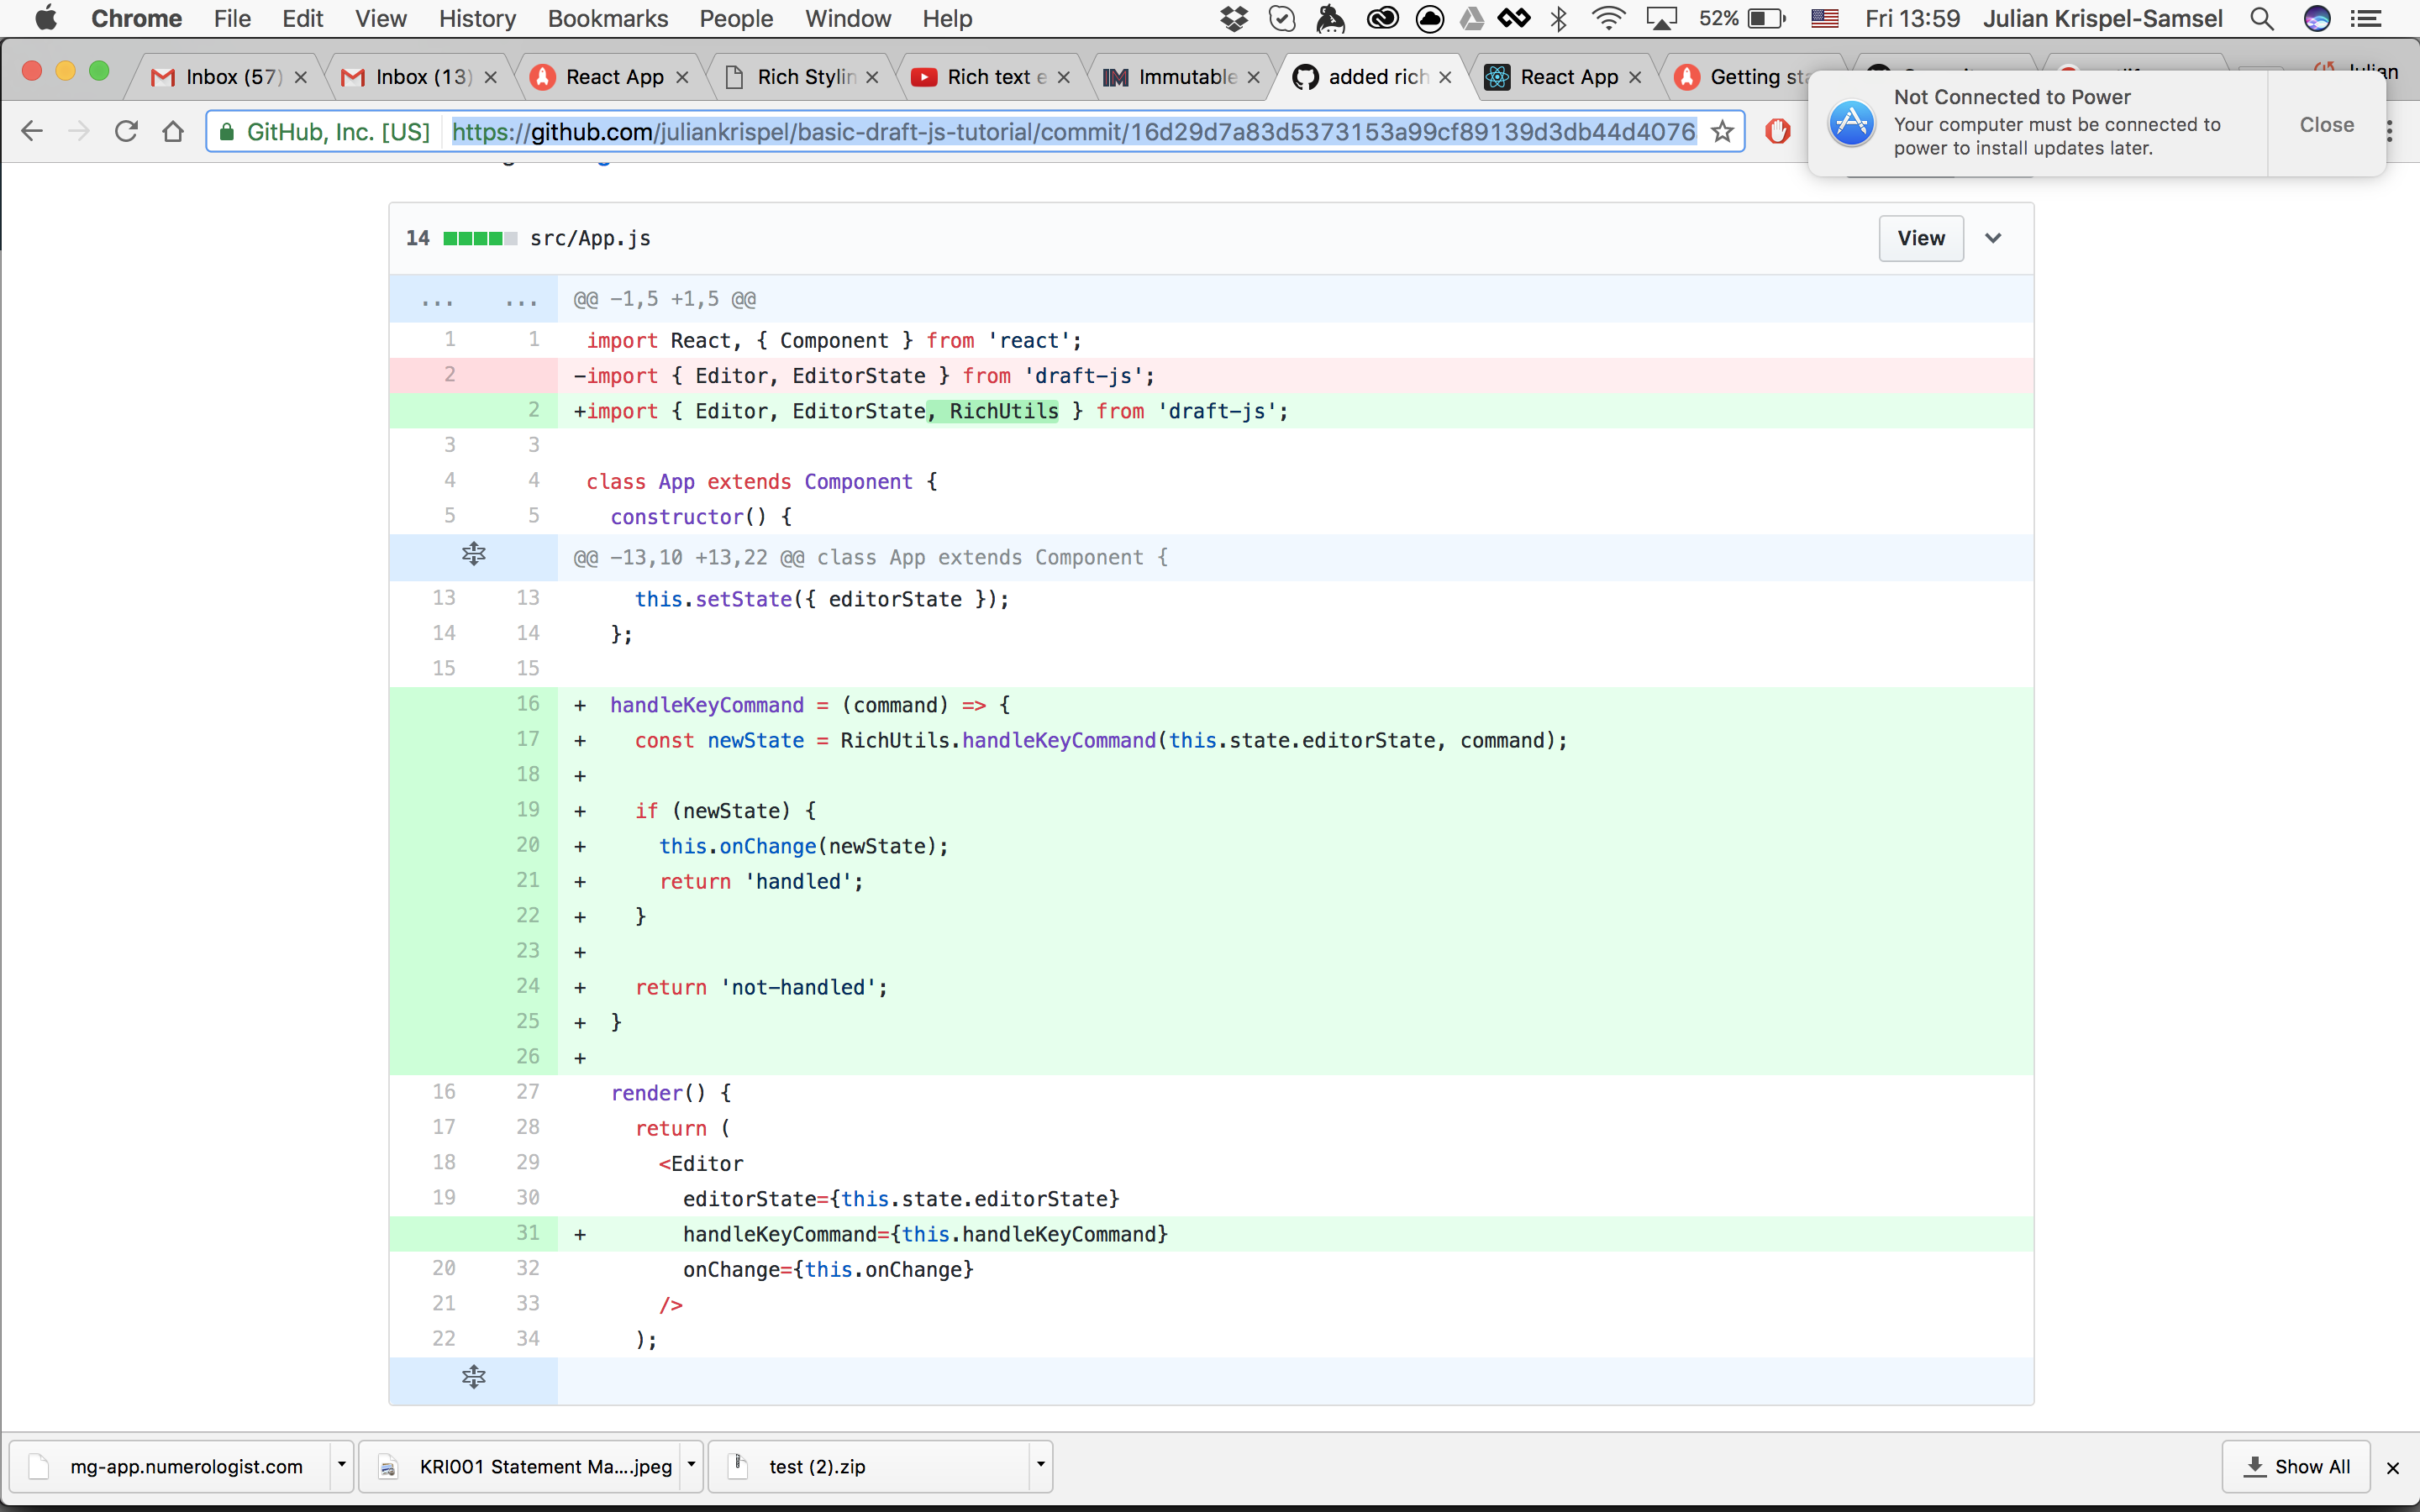 Chrome File Edit View History Bookmarks People Window Help 52% Fri 13:59 Julian Krispel-Samsel
Inbox (57) Inbox (13) React App Rich Stylin Rich text e Immutable added rich React App Getting sta
GitHub, Inc. [US] https://github.com/juliankrispel/basic-draft-js-tutorial/commit/16d29d7a83d5373153a99cf89139d3db44d4076
Not Connected to Power
Your computer must be connected to
power to install updates later.
Close
14 src/App.js View
... ... @@ -1,5 +1,5 @@
1 1 import React, { Component } from 'react';
2 -import { Editor, EditorState } from 'draft-js';
2 +import { Editor, EditorState, RichUtils } from 'draft-js';
3 3
4 4 class App extends Component {
5 5 constructor() {
@@ -13,10 +13,22 @@ class App extends Component {
13 13 this.setState({ editorState });
14 14 };
15 15
16 + handleKeyCommand = (command) => {
17 + const newState = RichUtils.handleKeyCommand(this.state.editorState, command);
18 +
19 + if (newState) {
20 + this.onChange(newState);
21 + return 'handled';
22 + }
23 +
24 + return 'not-handled';
25 + }
26 +
16 27 render() {
17 28 return (
18 29 <Editor
19 30 editorState={this.state.editorState}
31 + handleKeyCommand={this.handleKeyCommand}
20 32 onChange={this.onChange}
21 33 />
22 34 );
mg-app.numerologist.com KRI001 Statement Ma....jpeg test (2).zip Show All